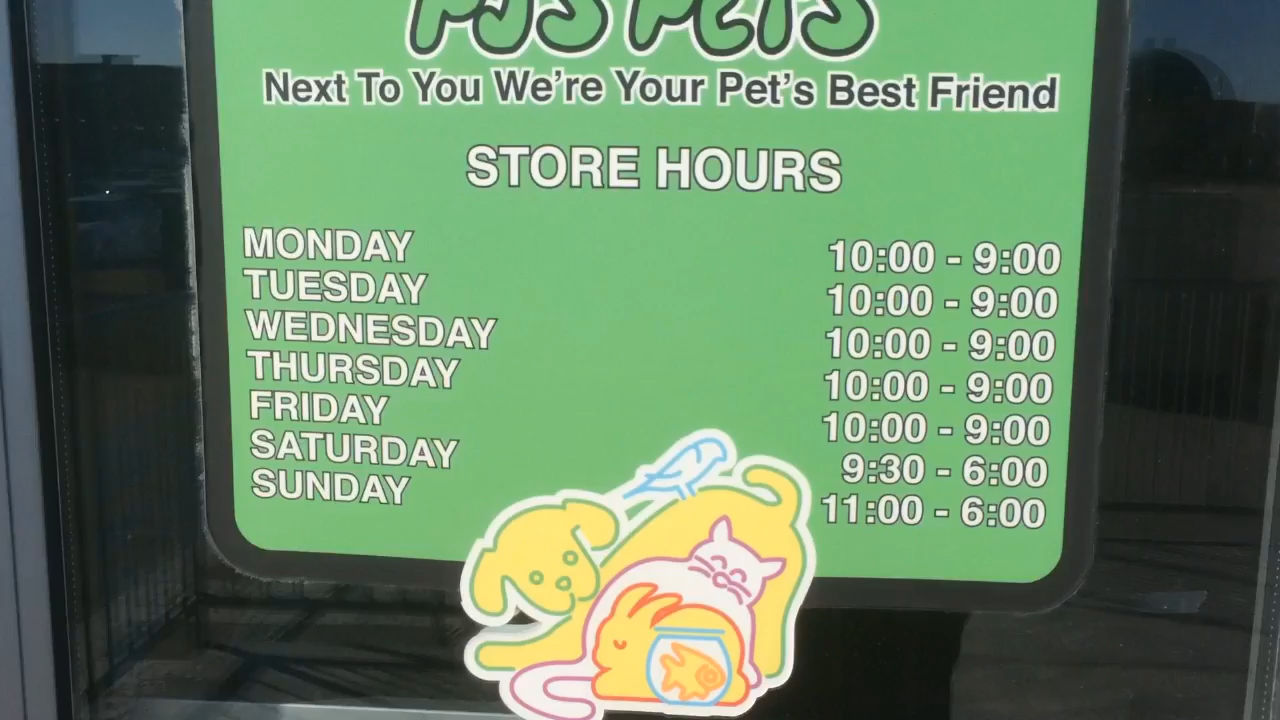 PJS PETS
Next To You We're Your Pet's Best Friend
STORE HOURS
MONDAY 10:00 - 9:00
TUESDAY 10:00 - 9:00
WEDNESDAY 10:00 - 9:00
THURSDAY 10:00 - 9:00
FRIDAY 10:00 - 9:00
SATURDAY 9:30 - 6:00
SUNDAY 11:00 - 6:00